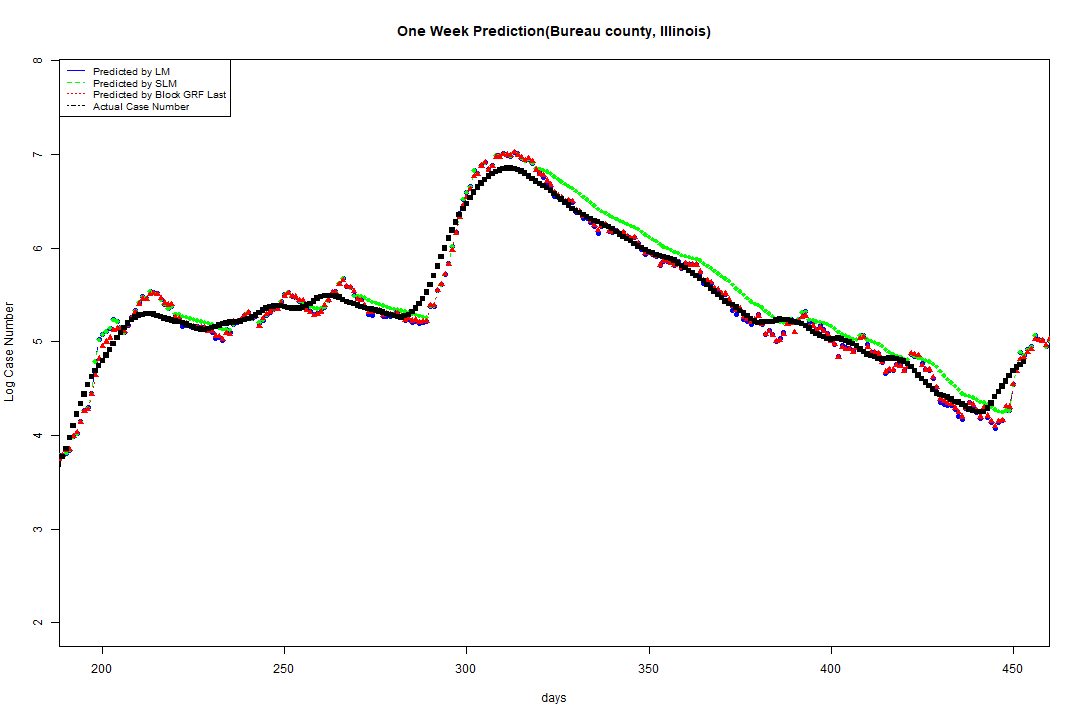 One Week Prediction(Bureau county, Illinois)
Predicted by LM
Predicted by SLM
Predicted by Block GRF Last
Actual Case Number
8
7
6
5
4
3
2
Log Case Number
200 250 300 350 400 450
days